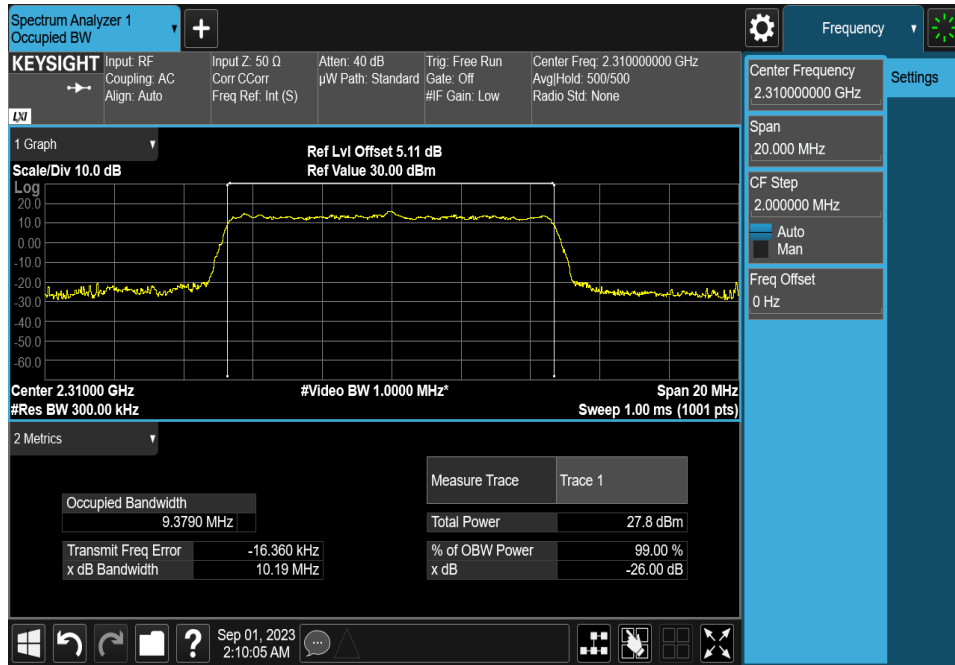 Spectrum Analyzer 1
Occupied BW
+
Frequency
KEYSIGHT
Input: RF
Coupling: AC
Align: Auto
Input Z: 50 Ω
Corr CCorr
Freq Ref: Int (S)
Atten: 40 dB
µW Path: Standard
Trig: Free Run
Gate: Off
#IF Gain: Low
Center Freq: 2.310000000 GHz
Avg|Hold: 500/500
Radio Std: None
LXI
Center Frequency
2.310000000 GHz
Settings
Span
20.000 MHz
CF Step
2.000000 MHz
Auto
Man
Freq Offset
0 Hz
1 Graph
Scale/Div 10.0 dB
Ref Lvl Offset 5.11 dB
Ref Value 30.00 dBm
Log
20.0
10.0
0.00
-10.0
-20.0
-30.0
-40.0
-50.0
-60.0
Center 2.31000 GHz
#Video BW 1.0000 MHz*
Span 20 MHz
#Res BW 300.00 kHz
Sweep 1.00 ms (1001 pts)
2 Metrics
Measure Trace
Trace 1
Occupied Bandwidth
9.3790 MHz
Total Power
27.8 dBm
Transmit Freq Error
-16.360 kHz
% of OBW Power
99.00 %
x dB Bandwidth
10.19 MHz
x dB
-26.00 dB
?
Sep 01, 2023
2:10:05 AM